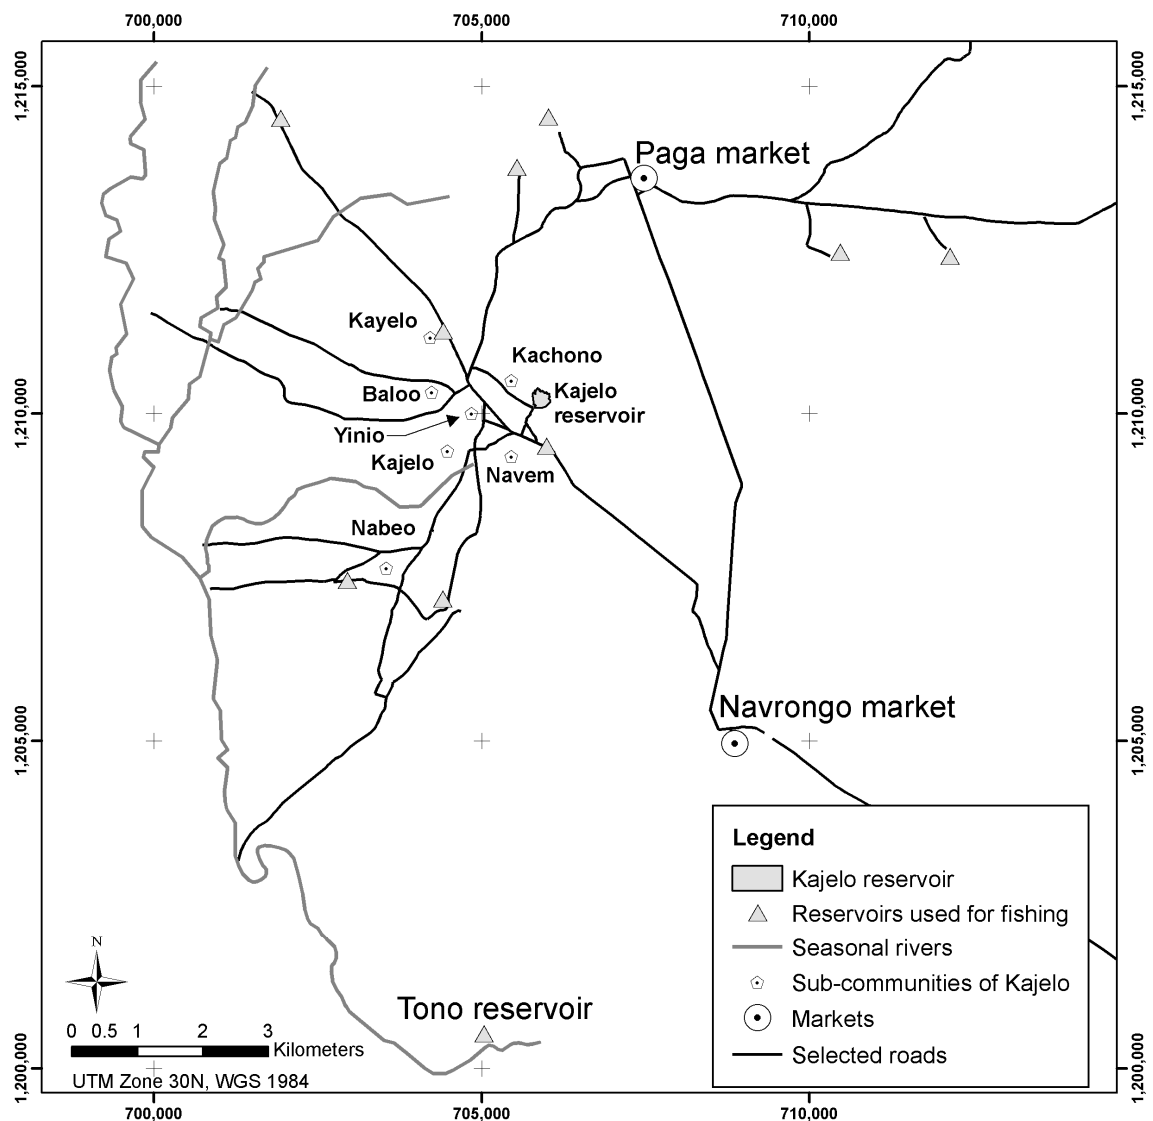 700,000 705,000 710,000
1,215,000 1,215,000
Paga market
Kayelo
Kachono
Baloo
Kajelo
reservoir
1,210,000 1,210,000
Yinio
Kajelo
Navem
Nabeo
Navrongo market
1,205,000 1,205,000
Legend
Kajelo reservoir
Reservoirs used for fishing
Seasonal rivers
Sub-communities of Kajelo
Markets
Selected roads
N
Tono reservoir
0 0.5 1 2 3
Kilometers
UTM Zone 30N, WGS 1984
1,200,000 1,200,000
700,000 705,000 710,000